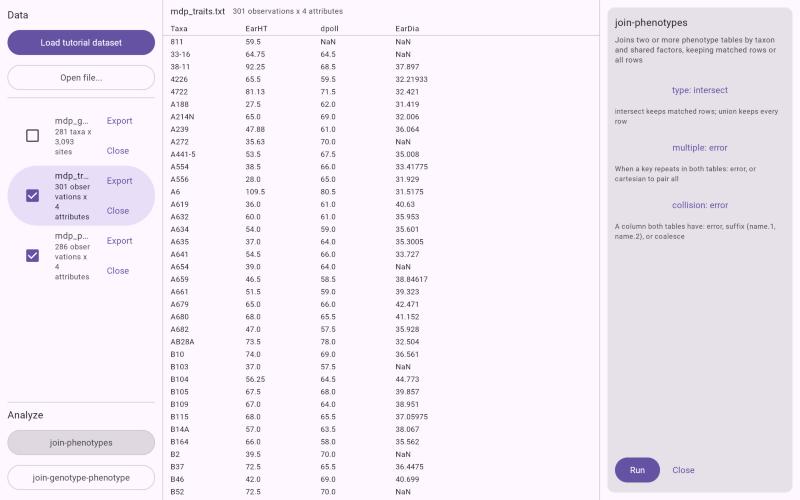 Data
Load tutorial dataset
Open file...
mdp_g...
281 taxa x
3,093
sites
Export
Close
mdp_tr...
301 obser
vations x
4
attributes
Export
Close
mdp_p...
286 obser
vations x
4
attributes
Export
Close
Analyze
join-phenotypes
join-genotype-phenotype
mdp_traits.txt 301 observations x 4 attributes
Taxa EarHT dpoll EarDia
811 59.5 NaN NaN
33-16 64.75 64.5 NaN
38-11 92.25 68.5 37.897
4226 65.5 59.5 32.21933
4722 81.13 71.5 32.421
A188 27.5 62.0 31.419
A214N 65.0 69.0 32.006
A239 47.88 61.0 36.064
A272 35.63 70.0 NaN
A441-5 53.5 67.5 35.008
A554 38.5 66.0 33.41775
A556 28.0 65.0 31.929
A6 109.5 80.5 31.5175
A619 36.0 61.0 40.63
A632 60.0 61.0 35.953
A634 54.0 59.0 35.601
A635 37.0 64.0 35.3005
A641 54.5 66.0 33.727
A654 39.0 64.0 NaN
A659 46.5 58.5 38.84617
A661 51.5 59.0 39.323
A679 65.0 66.0 42.471
A680 68.0 65.5 41.152
A682 47.0 57.5 35.928
AB28A 73.5 78.0 32.504
B10 74.0 69.0 36.561
B103 37.0 57.5 NaN
B104 56.25 64.5 44.773
B105 67.5 68.0 39.857
B109 67.0 64.0 38.951
B115 68.0 65.5 37.05975
B14A 57.0 63.5 38.067
B164 66.0 58.0 35.562
B2 39.5 70.0 NaN
B37 72.5 65.5 36.4475
B46 42.0 69.0 40.699
B52 72.5 70.0 NaN
join-phenotypes
Joins two or more phenotype tables by taxon
and shared factors, keeping matched rows or
all rows
type: intersect
intersect keeps matched rows; union keeps every
row
multiple: error
When a key repeats in both tables: error, or
cartesian to pair all
collision: error
A column both tables have: error, suffix (name.1,
name.2), or coalesce
Run
Close